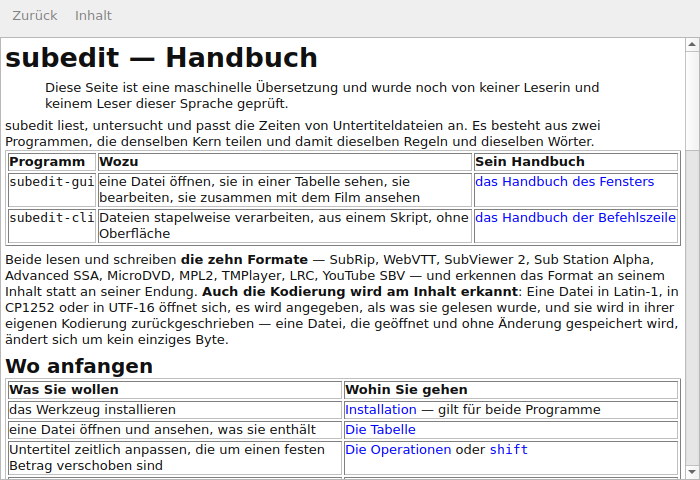 Zurück Inhalt
subedit — Handbuch
Diese Seite ist eine maschinelle Übersetzung und wurde noch von keiner Leserin und
keinem Leser dieser Sprache geprüft.
subedit liest, untersucht und passt die Zeiten von Untertiteldateien an. Es besteht aus zwei
Programmen, die denselben Kern teilen und damit dieselben Regeln und dieselben Wörter.
Programm Wozu Sein Handbuch
subedit-gui eine Datei öffnen, sie in einer Tabelle sehen, sie das Handbuch des Fensters
bearbeiten, sie zusammen mit dem Film ansehen
subedit-cli Dateien stapelweise verarbeiten, aus einem Skript, ohne das Handbuch der Befehlszeile
Oberfläche
Beide lesen und schreiben die zehn Formate — SubRip, WebVTT, SubViewer 2, Sub Station Alpha,
Advanced SSA, MicroDVD, MPL2, TMPlayer, LRC, YouTube SBV — und erkennen das Format an seinem
Inhalt statt an seiner Endung. Auch die Kodierung wird am Inhalt erkannt: Eine Datei in Latin-1, in
CP1252 oder in UTF-16 öffnet sich, es wird angegeben, als was sie gelesen wurde, und sie wird in ihrer
eigenen Kodierung zurückgeschrieben — eine Datei, die geöffnet und ohne Änderung gespeichert wird,
ändert sich um kein einziges Byte.
Wo anfangen
Was Sie wollen Wohin Sie gehen
das Werkzeug installieren Installation — gilt für beide Programme
eine Datei öffnen und ansehen, was sie enthält Die Tabelle
Untertitel zeitlich anpassen, die um einen festen Die Operationen oder shift
Betrag verschoben sind